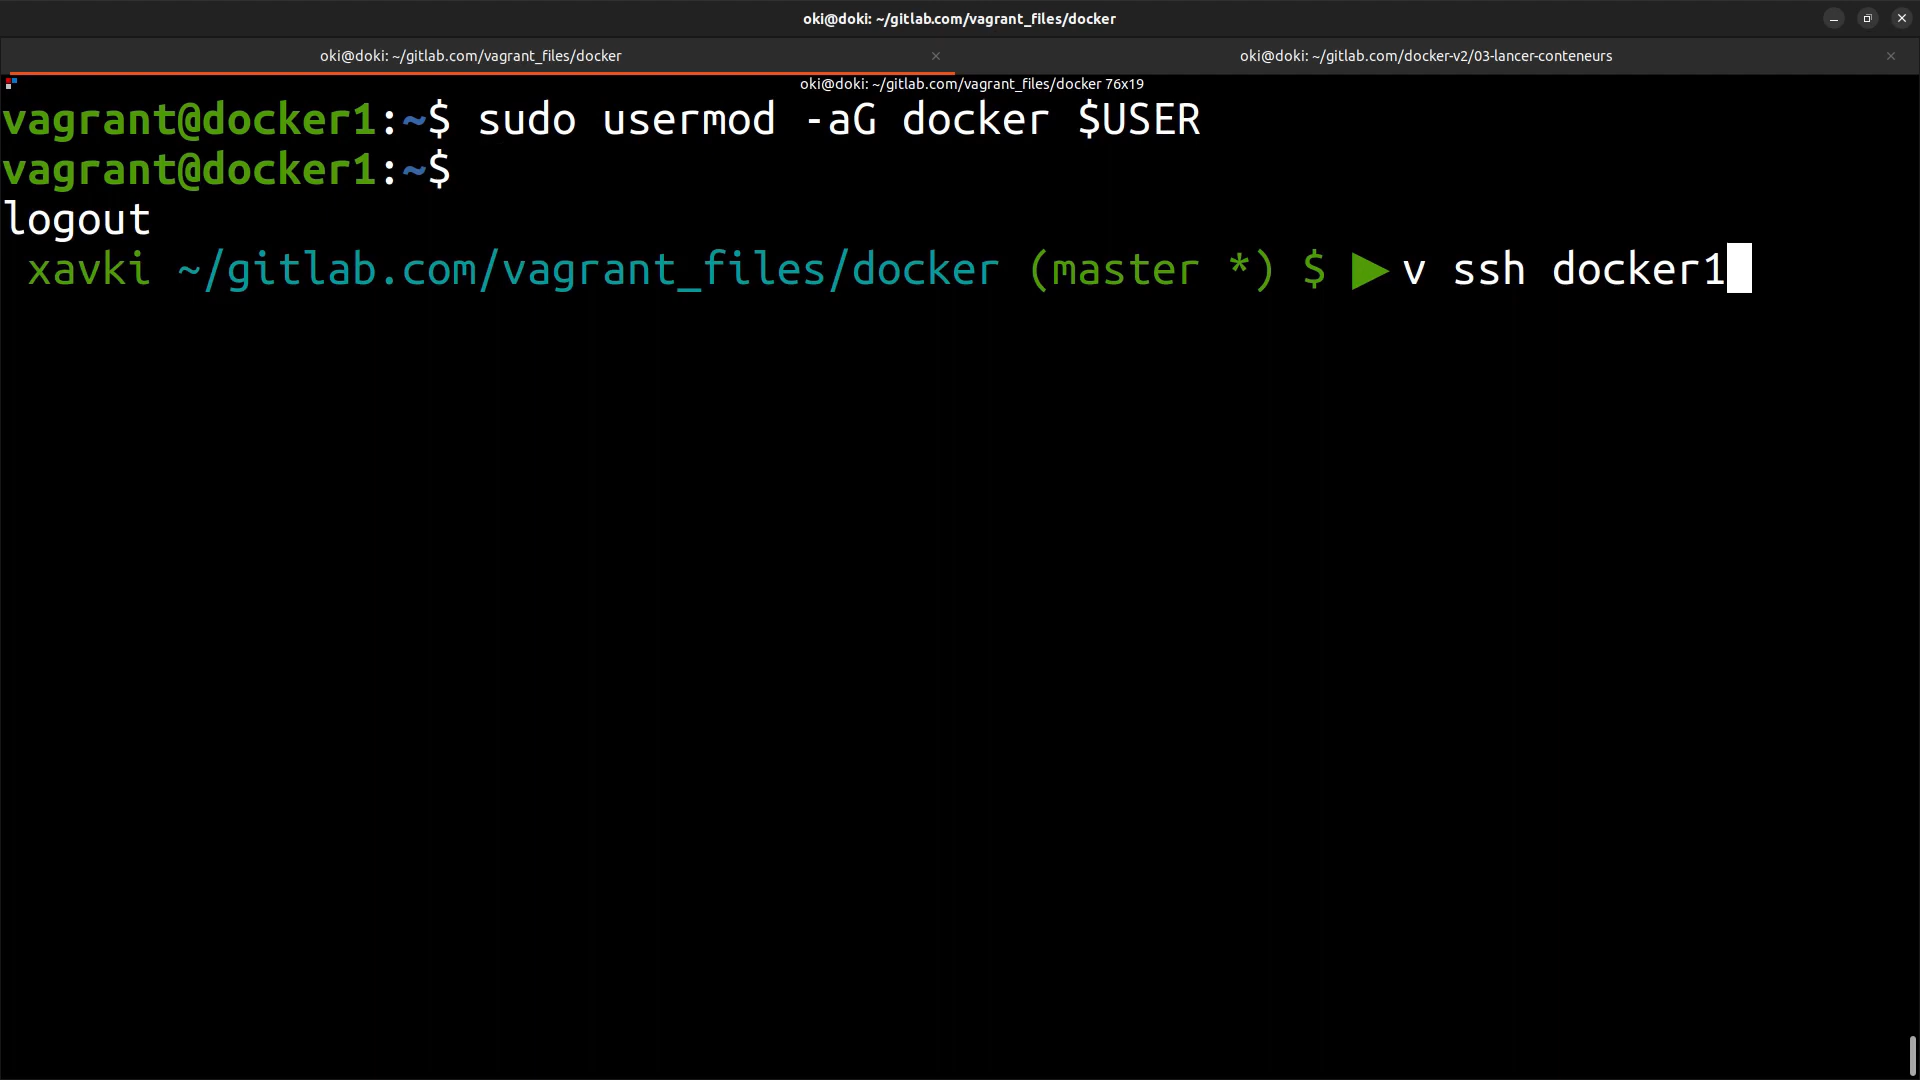 oki@doki: ~/gitlab.com/vagrant_files/docker
oki@doki: ~/gitlab.com/vagrant_files/docker
oki@doki: ~/gitlab.com/docker-v2/03-lancer-conteneurs
oki@doki: ~/gitlab.com/vagrant_files/docker 76x19
vagrant@docker1:~$ sudo usermod -aG docker $USER
vagrant@docker1:~$
logout
xavki ~/gitlab.com/vagrant_files/docker (master *) $ ▶ v ssh docker1